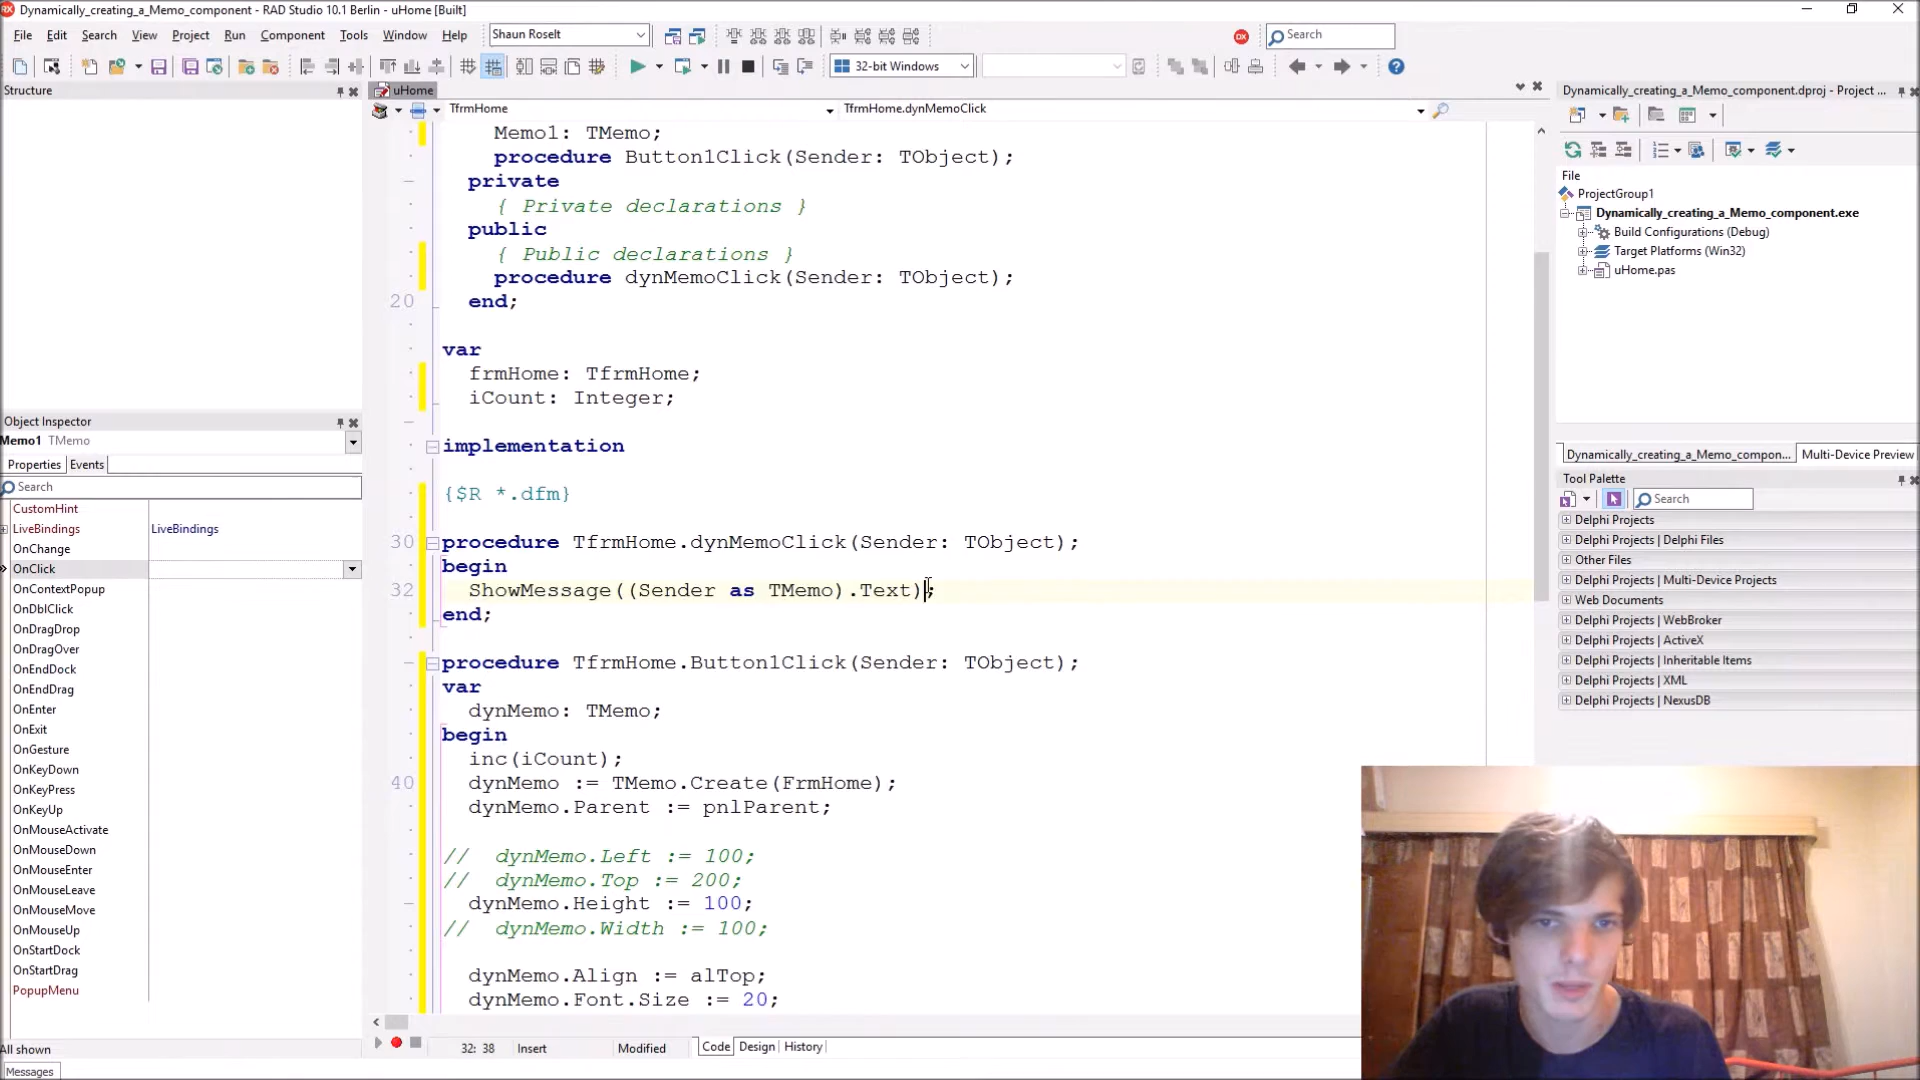 Dynamically_creating_a_Memo_component - RAD Studio 10.1 Berlin - uHome [Built]
File Edit Search View Project Run Component Tools Window Help
Shaun Roselt
Search
32-bit Windows
Structure
uHome
TfrmHome
TfrmHome.dynMemoClick
Memo1: TMemo;
procedure Button1Click(Sender: TObject);
private
{ Private declarations }
public
{ Public declarations }
procedure dynMemoClick(Sender: TObject);
20 end;
var
frmHome: TfrmHome;
iCount: Integer;
implementation
{$R *.dfm}
30 procedure TfrmHome.dynMemoClick(Sender: TObject);
begin
32 ShowMessage((Sender as TMemo).Text);
end;
procedure TfrmHome.Button1Click(Sender: TObject);
var
dynMemo: TMemo;
begin
inc(iCount);
40 dynMemo := TMemo.Create(FrmHome);
dynMemo.Parent := pnlParent;
// dynMemo.Left := 100;
// dynMemo.Top := 200;
dynMemo.Height := 100;
// dynMemo.Width := 100;
dynMemo.Align := alTop;
dynMemo.Font.Size := 20;
32: 38 Insert Modified Code Design History
Object Inspector
Memo1 TMemo
Properties Events
Search
CustomHint
LiveBindings LiveBindings
OnChange
OnClick
OnContextPopup
OnDblClick
OnDragDrop
OnDragOver
OnEndDock
OnEndDrag
OnEnter
OnExit
OnGesture
OnKeyDown
OnKeyPress
OnKeyUp
OnMouseActivate
OnMouseDown
OnMouseEnter
OnMouseLeave
OnMouseMove
OnMouseUp
OnStartDock
OnStartDrag
PopupMenu
All shown
Messages
Dynamically_creating_a_Memo_component.dproj - Project ...
File
ProjectGroup1
Dynamically_creating_a_Memo_component.exe
Build Configurations (Debug)
Target Platforms (Win32)
uHome.pas
Dynamically_creating_a_Memo_compon... Multi-Device Preview
Tool Palette
Search
Delphi Projects
Delphi Projects | Delphi Files
Other Files
Delphi Projects | Multi-Device Projects
Web Documents
Delphi Projects | WebBroker
Delphi Projects | ActiveX
Delphi Projects | Inheritable Items
Delphi Projects | XML
Delphi Projects | NexusDB